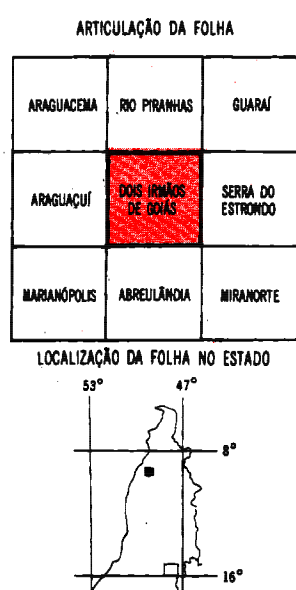 ARTICULAÇÃO DA FOLHA
ARAGUACEMA RIO PIRANHAS GUARAÍ
ARAGUAÇUÍ DOIS IRMÃOS DE GOIÁS SERRA DO ESTRONDO
MARIANÓPOLIS ABREULÂNDIA MIRANORTE
LOCALIZAÇÃO DA FOLHA NO ESTADO
53° 47°
8°
16°